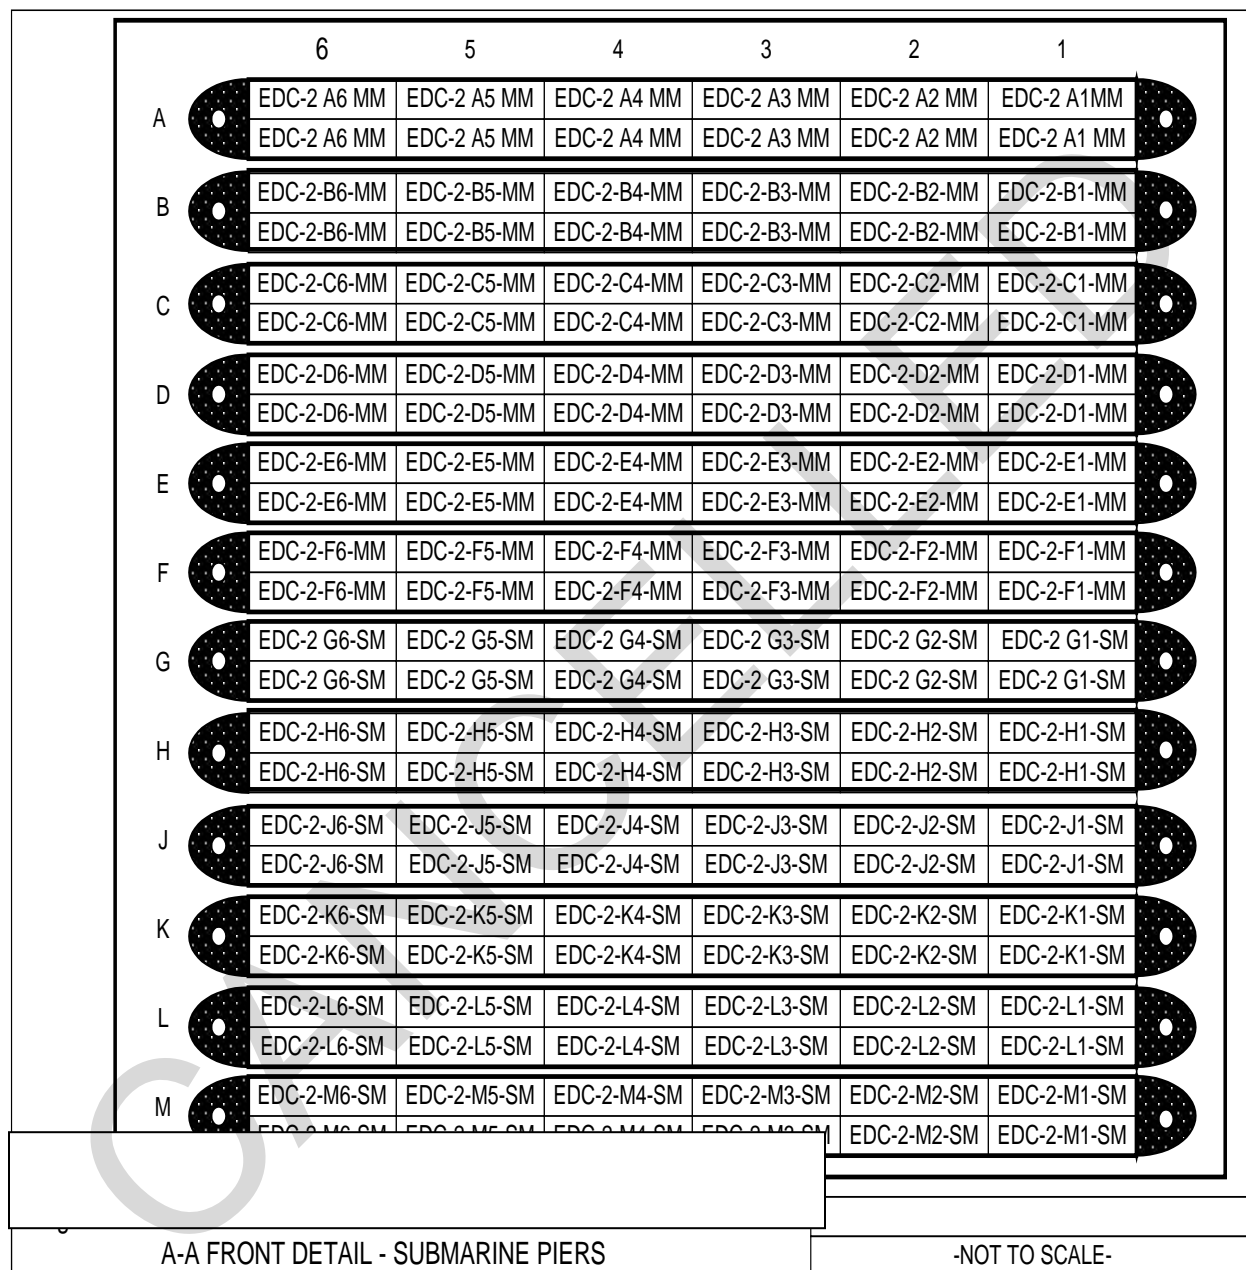 6 5 4 3 2 1
A EDC-2 A6 MM EDC-2 A5 MM EDC-2 A4 MM EDC-2 A3 MM EDC-2 A2 MM EDC-2 A1MM
EDC-2 A6 MM EDC-2 A5 MM EDC-2 A4 MM EDC-2 A3 MM EDC-2 A2 MM EDC-2 A1 MM
B EDC-2-B6-MM EDC-2-B5-MM EDC-2-B4-MM EDC-2-B3-MM EDC-2-B2-MM EDC-2-B1-MM
EDC-2-B6-MM EDC-2-B5-MM EDC-2-B4-MM EDC-2-B3-MM EDC-2-B2-MM EDC-2-B1-MM
C EDC-2-C6-MM EDC-2-C5-MM EDC-2-C4-MM EDC-2-C3-MM EDC-2-C2-MM EDC-2-C1-MM
EDC-2-C6-MM EDC-2-C5-MM EDC-2-C4-MM EDC-2-C3-MM EDC-2-C2-MM EDC-2-C1-MM
D EDC-2-D6-MM EDC-2-D5-MM EDC-2-D4-MM EDC-2-D3-MM EDC-2-D2-MM EDC-2-D1-MM
EDC-2-D6-MM EDC-2-D5-MM EDC-2-D4-MM EDC-2-D3-MM EDC-2-D2-MM EDC-2-D1-MM
E EDC-2-E6-MM EDC-2-E5-MM EDC-2-E4-MM EDC-2-E3-MM EDC-2-E2-MM EDC-2-E1-MM
EDC-2-E6-MM EDC-2-E5-MM EDC-2-E4-MM EDC-2-E3-MM EDC-2-E2-MM EDC-2-E1-MM
F EDC-2-F6-MM EDC-2-F5-MM EDC-2-F4-MM EDC-2-F3-MM EDC-2-F2-MM EDC-2-F1-MM
EDC-2-F6-MM EDC-2-F5-MM EDC-2-F4-MM EDC-2-F3-MM EDC-2-F2-MM EDC-2-F1-MM
G EDC-2 G6-SM EDC-2 G5-SM EDC-2 G4-SM EDC-2 G3-SM EDC-2 G2-SM EDC-2 G1-SM
EDC-2 G6-SM EDC-2 G5-SM EDC-2 G4-SM EDC-2 G3-SM EDC-2 G2-SM EDC-2 G1-SM
H EDC-2-H6-SM EDC-2-H5-SM EDC-2-H4-SM EDC-2-H3-SM EDC-2-H2-SM EDC-2-H1-SM
EDC-2-H6-SM EDC-2-H5-SM EDC-2-H4-SM EDC-2-H3-SM EDC-2-H2-SM EDC-2-H1-SM
J EDC-2-J6-SM EDC-2-J5-SM EDC-2-J4-SM EDC-2-J3-SM EDC-2-J2-SM EDC-2-J1-SM
EDC-2-J6-SM EDC-2-J5-SM EDC-2-J4-SM EDC-2-J3-SM EDC-2-J2-SM EDC-2-J1-SM
K EDC-2-K6-SM EDC-2-K5-SM EDC-2-K4-SM EDC-2-K3-SM EDC-2-K2-SM EDC-2-K1-SM
EDC-2-K6-SM EDC-2-K5-SM EDC-2-K4-SM EDC-2-K3-SM EDC-2-K2-SM EDC-2-K1-SM
L EDC-2-L6-SM EDC-2-L5-SM EDC-2-L4-SM EDC-2-L3-SM EDC-2-L2-SM EDC-2-L1-SM
EDC-2-L6-SM EDC-2-L5-SM EDC-2-L4-SM EDC-2-L3-SM EDC-2-L2-SM EDC-2-L1-SM
M EDC-2-M6-SM EDC-2-M5-SM EDC-2-M4-SM EDC-2-M3-SM EDC-2-M2-SM EDC-2-M1-SM
EDC-2-M2-SM EDC-2-M1-SM
A-A FRONT DETAIL - SUBMARINE PIERS
-NOT TO SCALE-
CANCELLED